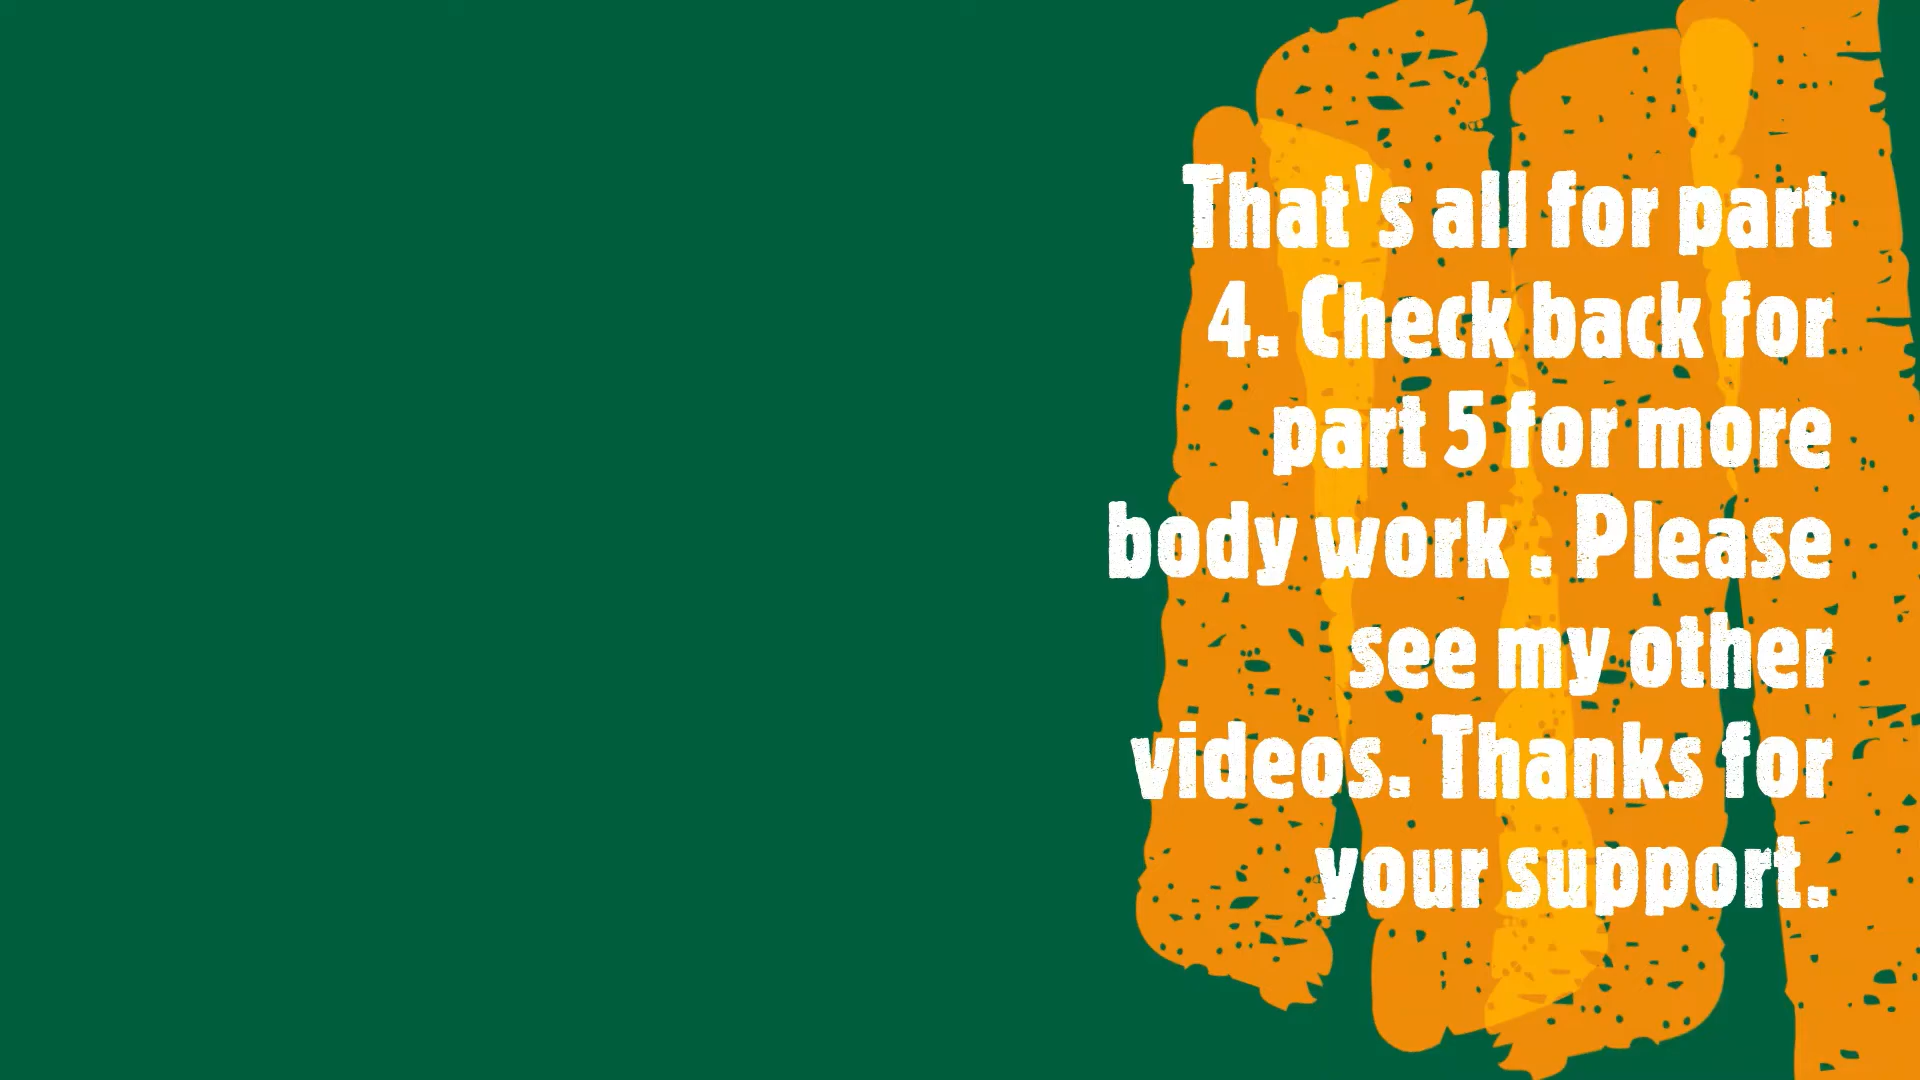 That's all for part
4. Check back for
part 5 for more
body work . Please
see my other
videos. Thanks for
your support.